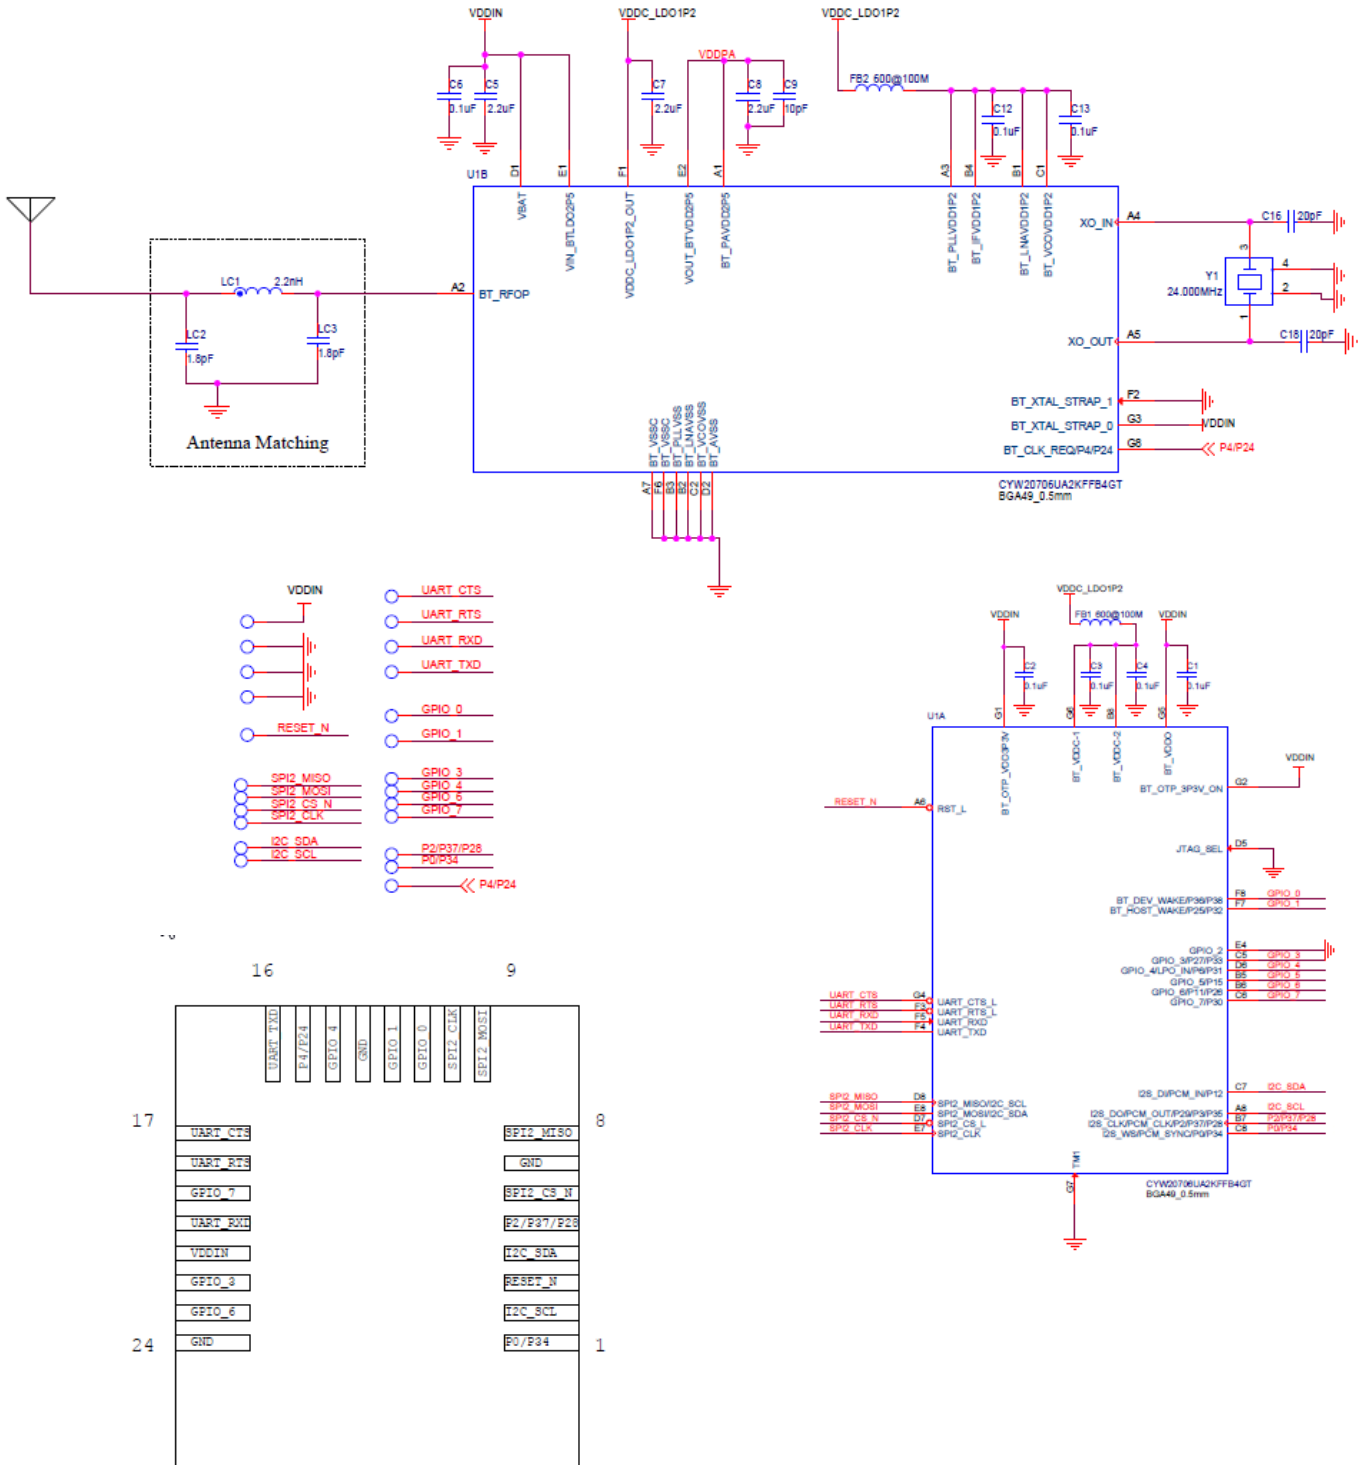 VDDIN
VDDC_LDO1P2
VDDC_LDO1P2
VDDPA
C6
0.1uF
C5
2.2uF
C7
2.2uF
C8
2.2uF
C9
10pF
FB2 600@100M
C12
0.1uF
C13
0.1uF
U1B
D1
E1
F1
E2
A1
A3
B4
B1
C1
VBAT
VIN_BTLDO2P5
VDDC_LDO1P2_OUT
VOUT_BTVDD2P5
BT_PAVDD2P5
BT_PLLVDD1P2
BT_IFVDD1P2
BT_LNAVDD1P2
BT_VCOVDD1P2
XO_IN
A4
C16
20pF
3
4
Y1
24.000MHz
2
1
XO_OUT
A5
C18
20pF
LC1
2.2nH
A2
BT_RFOP
LC2
1.8pF
LC3
1.8pF
Antenna Matching
BT_XTAL_STRAP_1
F2
BT_XTAL_STRAP_0
G3
VDDIN
BT_CLK_REQ/P4/P24
G8
P4/P24
BT_VSSC
BT_VSSC
BT_PLLVSS
BT_LNAVSS
BT_VCOVSS
BT_AVSS
A7
F6
B3
B2
C2
D2
CYW20706UA2KFFB4GT
BGA49_0.5mm
VDDIN
UART_CTS
UART_RTS
UART_RXD
UART_TXD
GPIO_0
RESET_N
GPIO_1
SPI2_MISO
SPI2_MOSI
SPI2_CS_N
SPI2_CLK
GPIO_3
GPIO_4
GPIO_6
GPIO_7
I2C_SDA
I2C_SCL
P2/P37/P28
P0/P34
P4/P24
VDDIN
VDDC_LDO1P2
FB1 600@100M
VDDIN
C2
0.1uF
C3
0.1uF
C4
0.1uF
C1
0.1uF
U1A
G1
G6
B8
G5
BT_OTP_VDD3P3V
BT_VDDC-1
BT_VDDC-2
BT_VDDO
RESET_N
A6
RST_L
BT_OTP_3P3V_ON
G2
VDDIN
JTAG_SEL
D5
BT_DEV_WAKE/P36/P38
F8
GPIO_0
BT_HOST_WAKE/P25/P32
F7
GPIO_1
GPIO_2
E4
GPIO_3/P27/P33
C5
GPIO_3
GPIO_4/LPO_IN/P6/P31
D6
GPIO_4
GPIO_5/P15
B5
GPIO_5
GPIO_6/P11/P26
B6
GPIO_6
GPIO_7/P30
C6
GPIO_7
UART_CTS
G4
UART_CTS_L
UART_RTS
F3
UART_RTS_L
UART_RXD
F5
UART_RXD
UART_TXD
F4
UART_TXD
I2S_DI/PCM_IN/P12
C7
I2C_SDA
SPI2_MISO
D8
SPI2_MISO/I2C_SCL
SPI2_MOSI
E8
SPI2_MOSI/I2C_SDA
SPI2_CS_N
D7
SPI2_CS_L
SPI2_CLK
E7
SPI2_CLK
I2S_DO/PCM_OUT/P29/P3/P35
A8
I2C_SCL
I2S_CLK/PCM_CLK/P2/P37/P28
B7
P2/P37/P28
I2S_WS/PCM_SYNC/P0/P34
C8
P0/P34
TM1
G7
CYW20706UA2KFFB4GT
BGA49_0.5mm
16
9
UART_TXD
P4/P24
GPIO_4
GND
GPIO_1
GPIO_0
SPI2_CLK
SPI2_MOSI
17
8
UART_CTS
SPI2_MISO
UART_RTS
GND
GPIO_7
SPI2_CS_N
UART_RXD
P2/P37/P28
VDDIN
I2C_SDA
GPIO_3
RESET_N
GPIO_6
I2C_SCL
24
GND
P0/P34
1